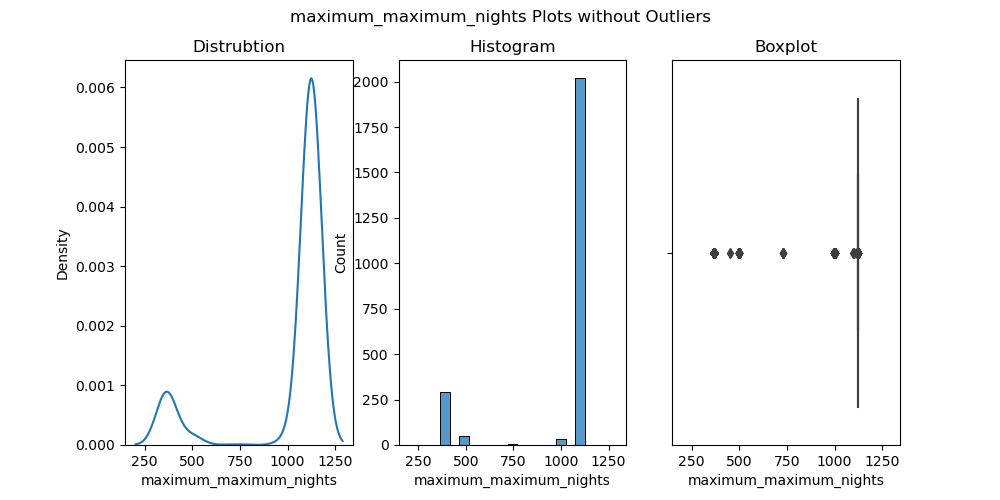 maximum_maximum_nights Plots without Outliers
Distrubtion
Density
0.006
0.005
0.004
0.003
0.002
0.001
0.000
250 500 750 1000 1250
maximum_maximum_nights
Histogram
Count
2000
1750
1500
1250
1000
750
500
250
0
250 500 750 1000 1250
maximum_maximum_nights
Boxplot
250 500 750 1000 1250
maximum_maximum_nights